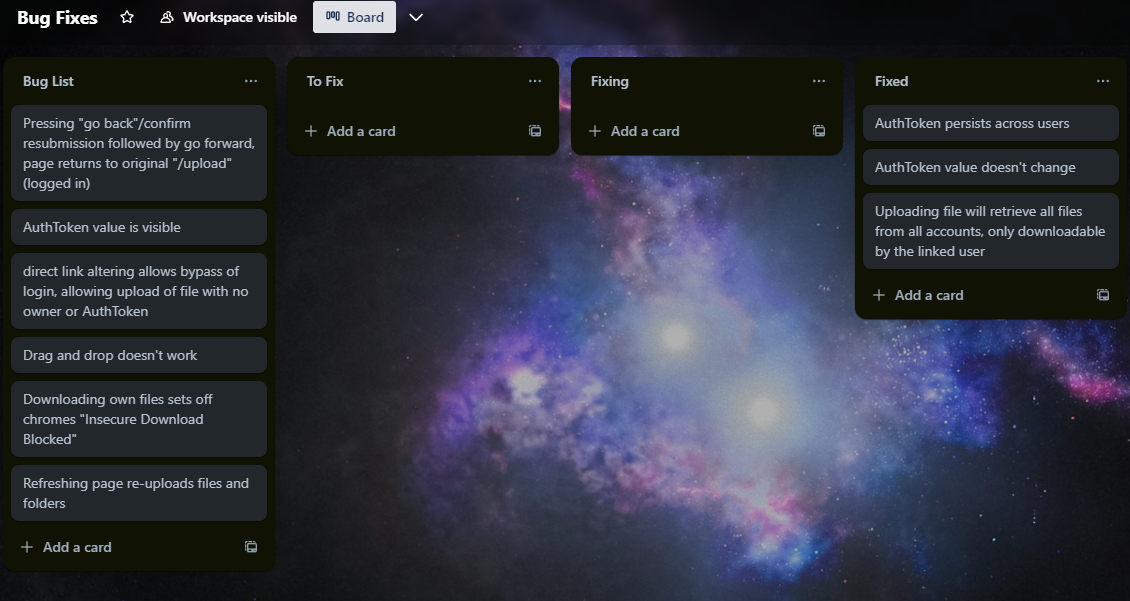 Bug Fixes
Workspace visible
Board
Bug List
Pressing "go back"/confirm
resubmission followed by go forward,
page returns to original "/upload"
(logged in)
AuthToken value is visible
direct link altering allows bypass of
login, allowing upload of file with no
owner or AuthToken
Drag and drop doesn't work
Downloading own files sets off
chromes "Insecure Download
Blocked"
Refreshing page re-uploads files and
folders
Add a card
To Fix
Add a card
Fixing
Add a card
Fixed
AuthToken persists across users
AuthToken value doesn't change
Uploading file will retrieve all files
from all accounts, only downloadable
by the linked user
Add a card